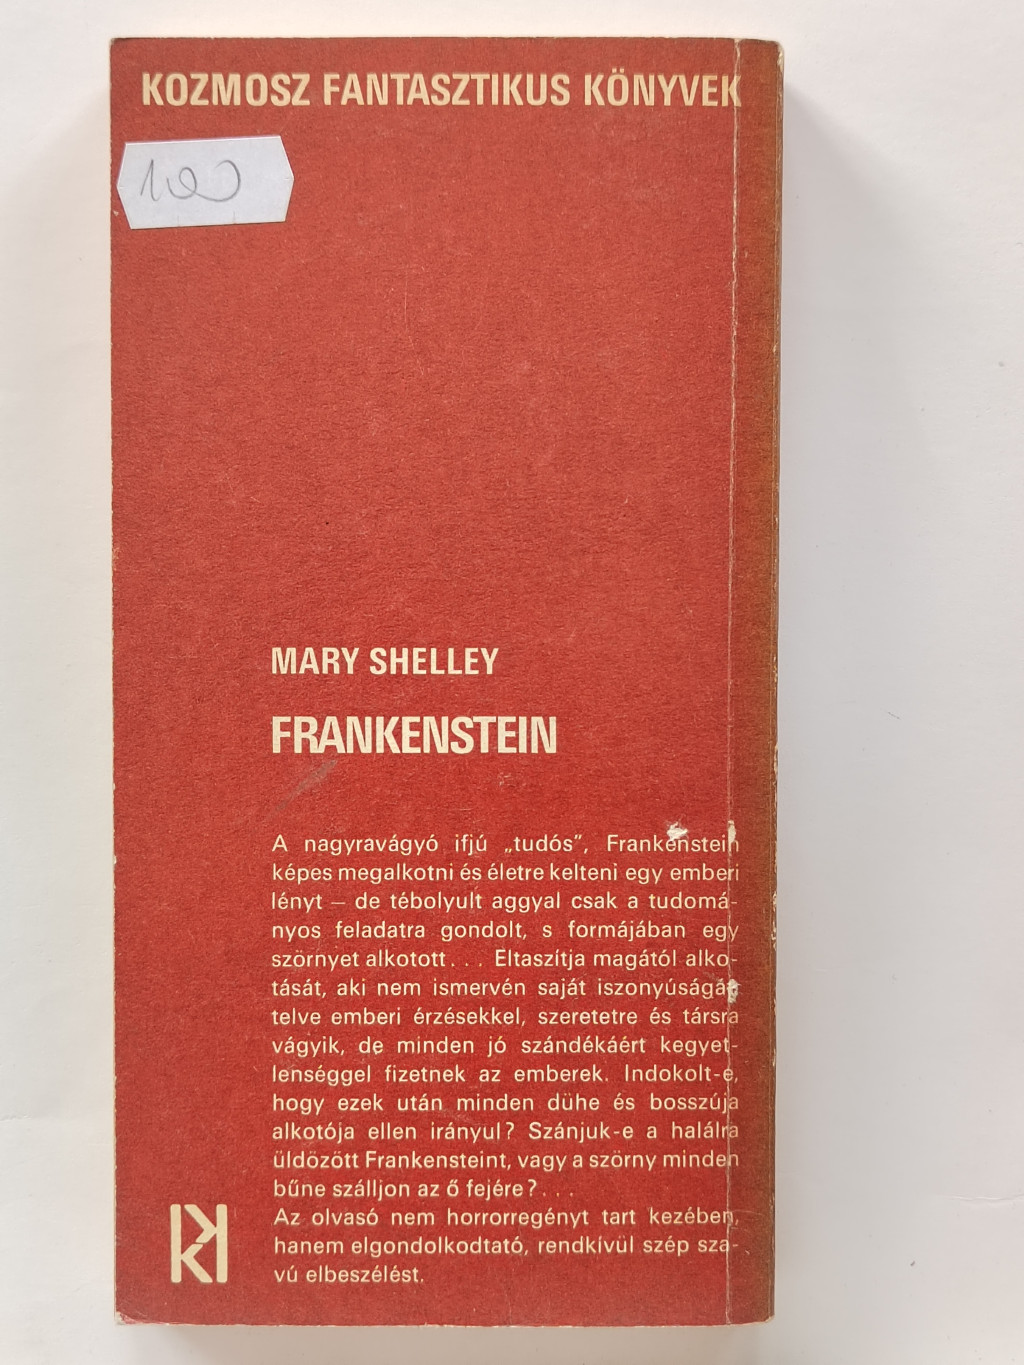 KOZMOSZ FANTASZTIKUS KÖNYVEK
100
MARY SHELLEY
FRANKENSTEIN
A nagyravágyó ifjú „tudós”, Frankenstein
képes megalkotni és életre kelteni egy emberi
lényt – de tébolyult aggyal csak a tudomá-
nyos feladatra gondolt, s formájában egy
szörnyet alkotott. . . Eltaszítja magától alko-
tását, aki nem ismervén saját iszonyúságát
telve emberi érzésekkel, szeretetre és társra
vágyik, de minden jó szándékáért kegyet-
lenséggel fizetnek az emberek. Indokolt-e,
hogy ezek után minden dühe és bosszúja
alkotója ellen irányul? Szánjuk-e a halálra
üldözött Frankensteint, vagy a szörny minden
bűne szálljon az ő fejére?. . .
Az olvasó nem horrorregényt tart kezében,
hanem elgondolkodtató, rendkívül szép sza-
vú elbeszélést.